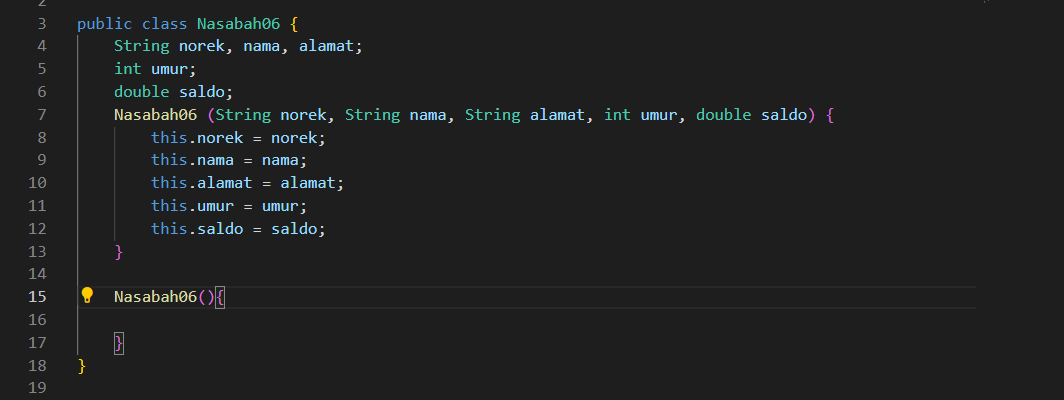 2
3 public class Nasabah06 {
4     String norek, nama, alamat;
5     int umur;
6     double saldo;
7     Nasabah06 (String norek, String nama, String alamat, int umur, double saldo) {
8         this.norek = norek;
9         this.nama = nama;
10         this.alamat = alamat;
11         this.umur = umur;
12         this.saldo = saldo;
13     }
14
15     Nasabah06(){
16
17     }
18 }
19